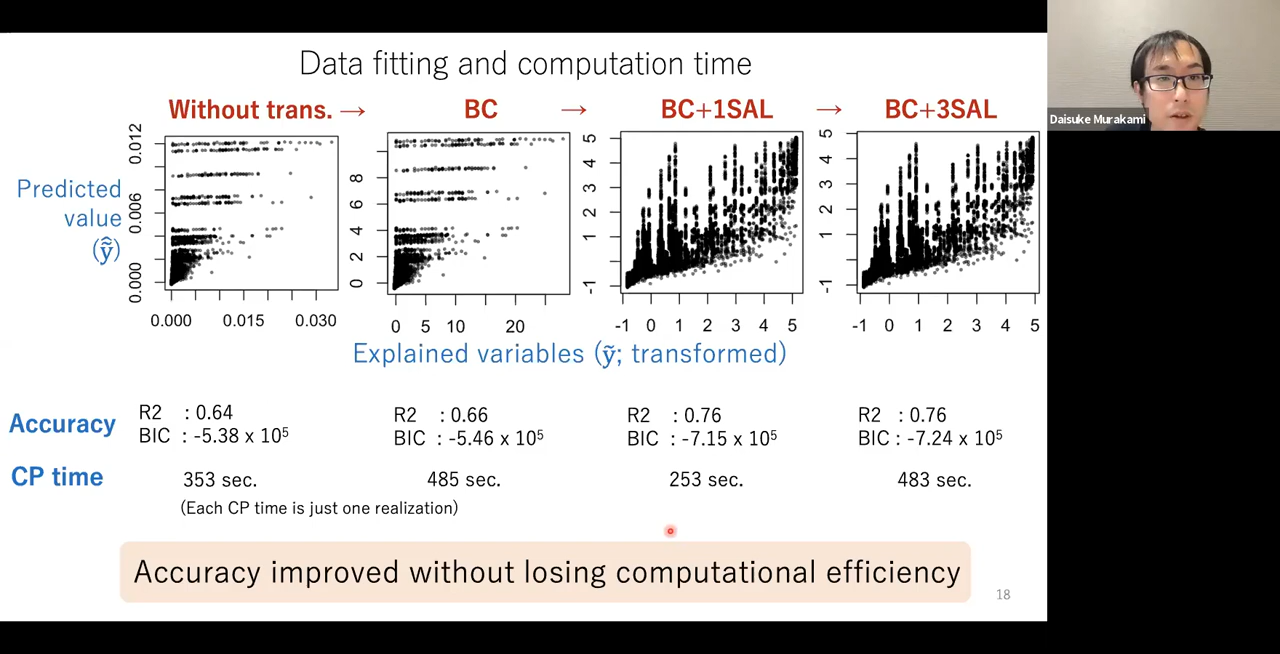 Data fitting and computation time
Without trans. → BC → BC+1SAL → BC+3SAL
Predicted
value
(ỹ̃)
0.000 0.006 0.012
0.000 0.015 0.030
0 2 4 6 8
0 5 10 20
-1 1 2 3 4 5
-1 0 1 2 3 4 5
-1 1 2 3 4 5
-1 0 1 2 3 4 5
Explained variables (ỹ; transformed)
Accuracy
R2 : 0.64
BIC : -5.38 x 10⁵
R2 : 0.66
BIC : -5.46 x 10⁵
R2 : 0.76
BIC : -7.15 x 10⁵
R2 : 0.76
BIC : -7.24 x 10⁵
CP time
353 sec. 485 sec. 253 sec. 483 sec.
(Each CP time is just one realization)
Accuracy improved without losing computational efficiency
18
Daisuke Murakami